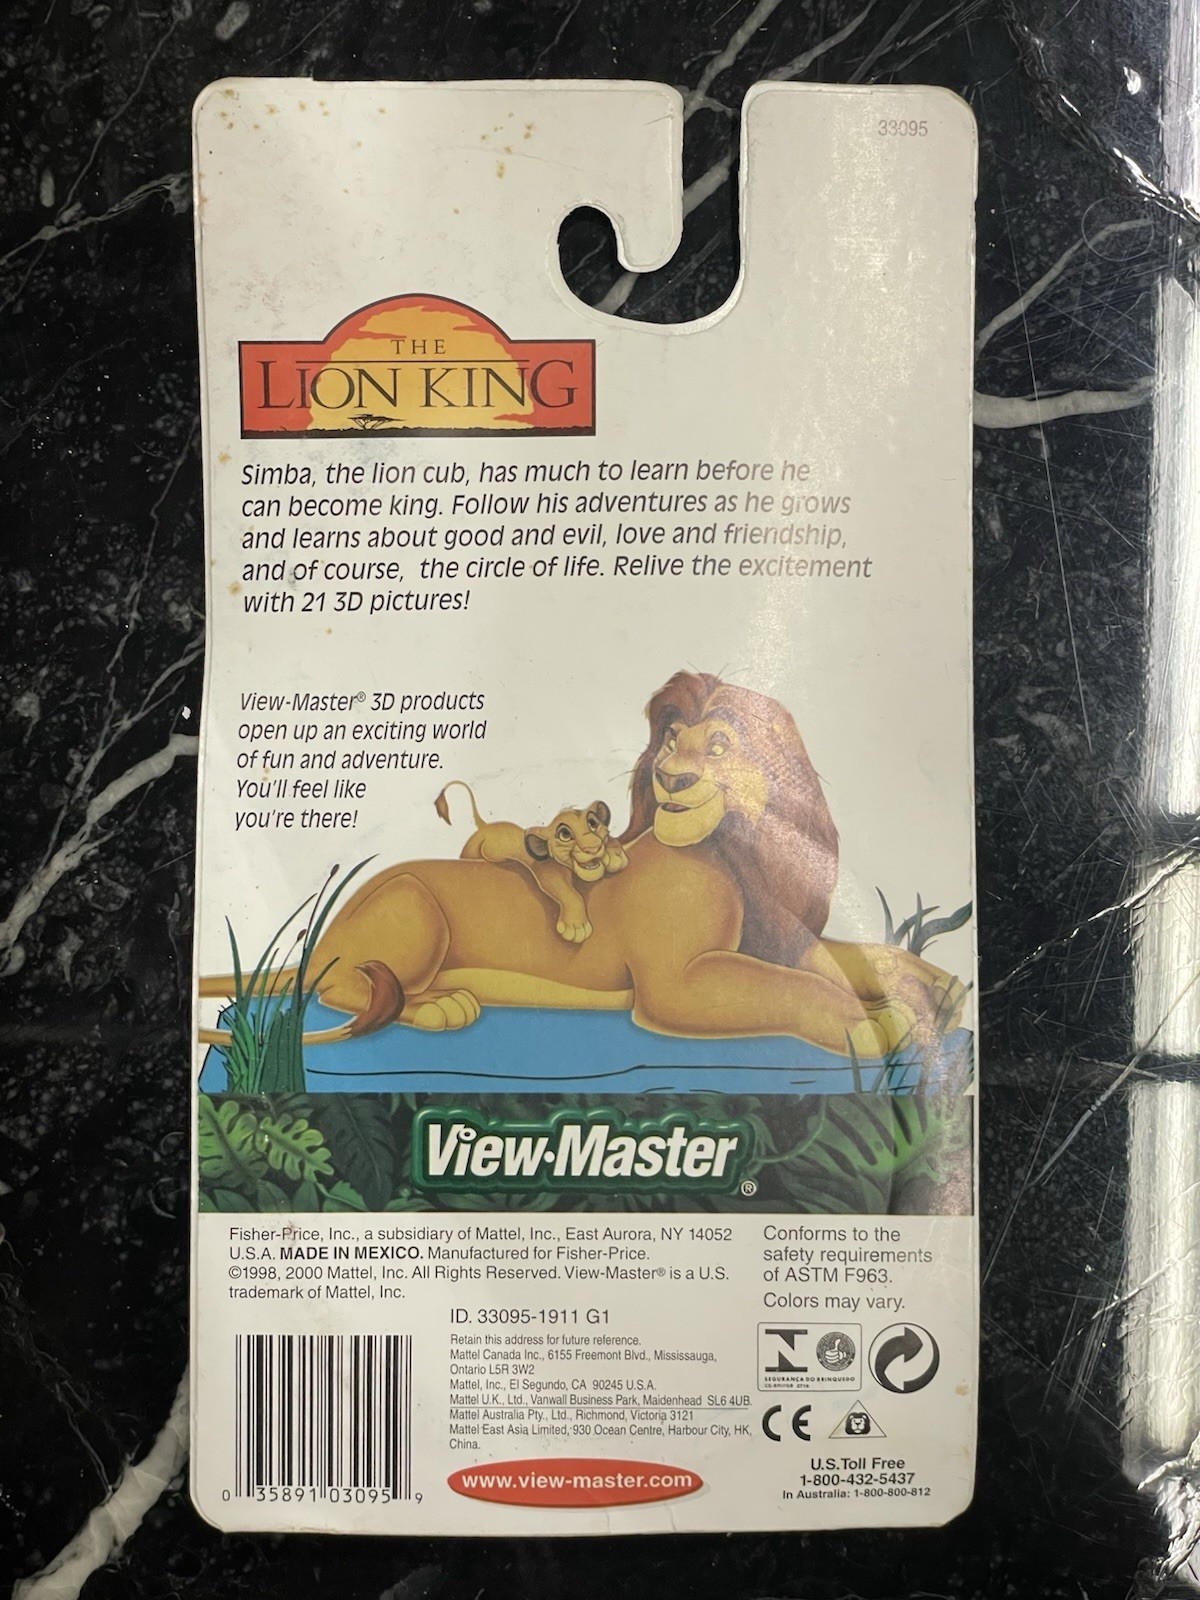 33095
THE
LION KING
Simba, the lion cub, has much to learn before he
can become king. Follow his adventures as he grows
and learns about good and evil, love and friendship,
and of course, the circle of life. Relive the excitement
with 21 3D pictures!
View-Master® 3D products
open up an exciting world
of fun and adventure.
You'll feel like
you're there!
View-Master®
Fisher-Price, Inc., a subsidiary of Mattel, Inc., East Aurora, NY 14052
U.S.A. MADE IN MEXICO. Manufactured for Fisher-Price.
©1998, 2000 Mattel, Inc. All Rights Reserved. View-Master® is a U.S.
trademark of Mattel, Inc.
Conforms to the
safety requirements
of ASTM F963.
Colors may vary.
ID. 33095-1911 G1
Retain this address for future reference.
Mattel Canada Inc., 6155 Freemont Blvd., Mississauga,
Ontario L5R 3W2
Mattel, Inc., El Segundo, CA 90245 U.S.A.
Mattel U.K., Ltd., Vanwall Business Park, Maidenhead SL6 4UB.
Mattel Australia Pty., Ltd., Richmond, Victoria 3121
Mattel East Asia Limited, 930 Ocean Centre, Harbour City, HK,
China.
www.view-master.com
0 35891 03095 9
N
SEGURANÇA DO BRINQUEDO
CE
U.S. Toll Free
1-800-432-5437
In Australia: 1-800-800-812